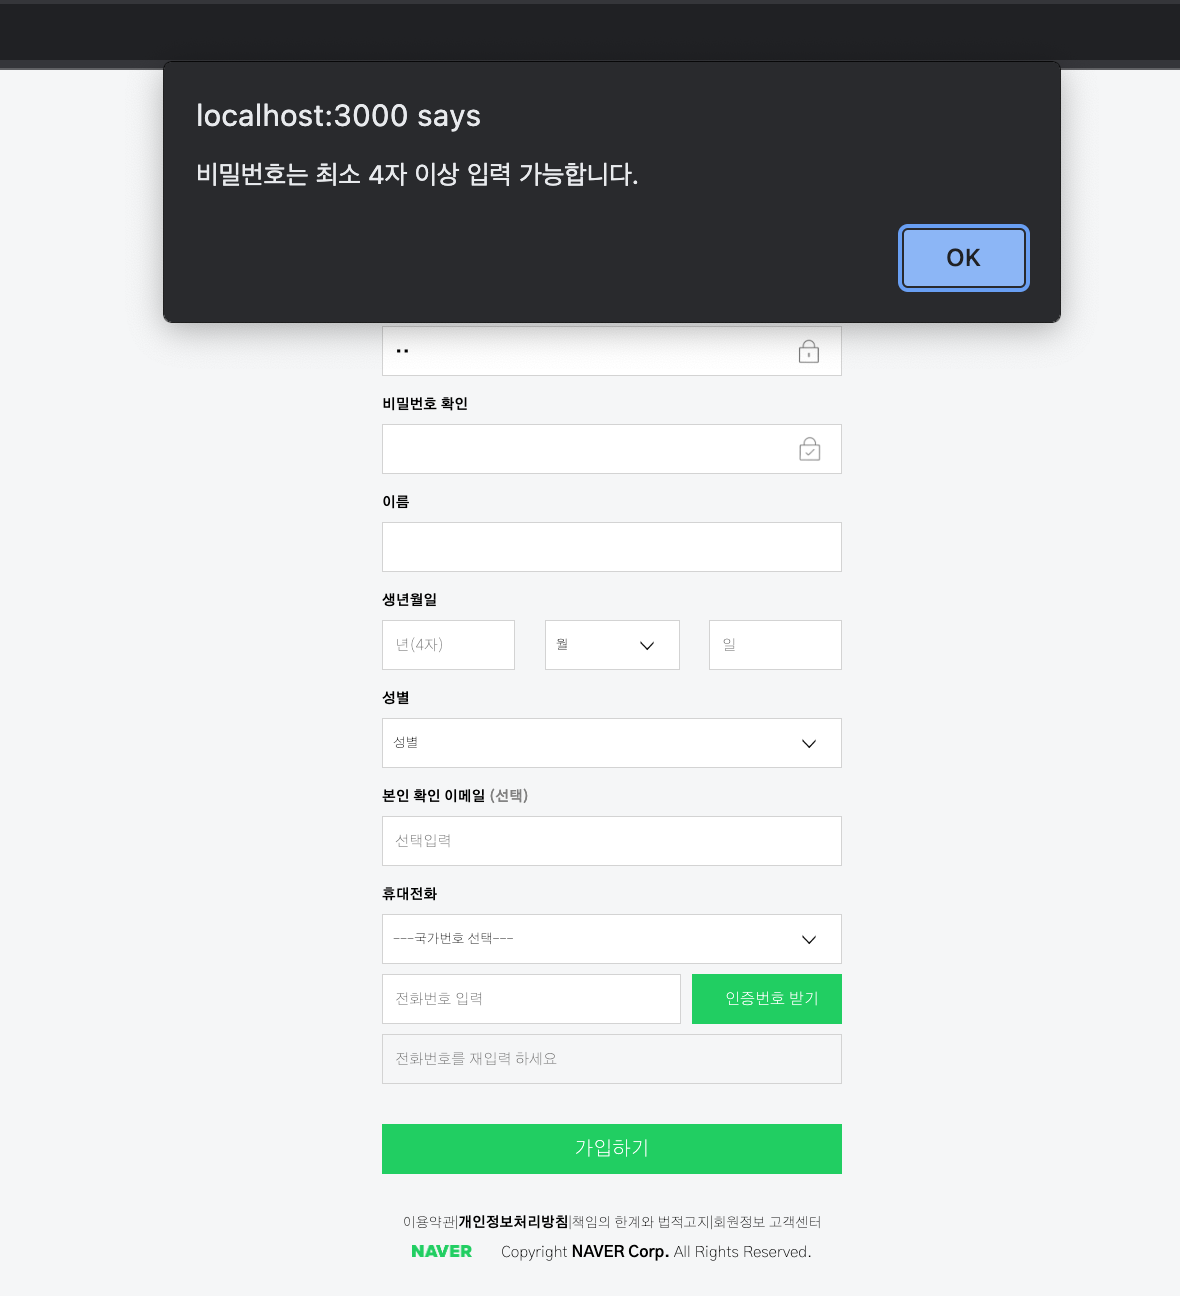 localhost:3000 says
비밀번호는 최소 4자 이상 입력 가능합니다.
OK
비밀번호 확인
이름
생년월일
년(4자) 월 일
성별
성별
본인 확인 이메일 (선택)
선택입력
휴대전화
---국가번호 선택---
전화번호 입력 인증번호 받기
전화번호를 재입력 하세요
가입하기
이용약관|개인정보처리방침|책임의 한계와 법적고지|회원정보 고객센터
NAVER Copyright NAVER Corp. All Rights Reserved.